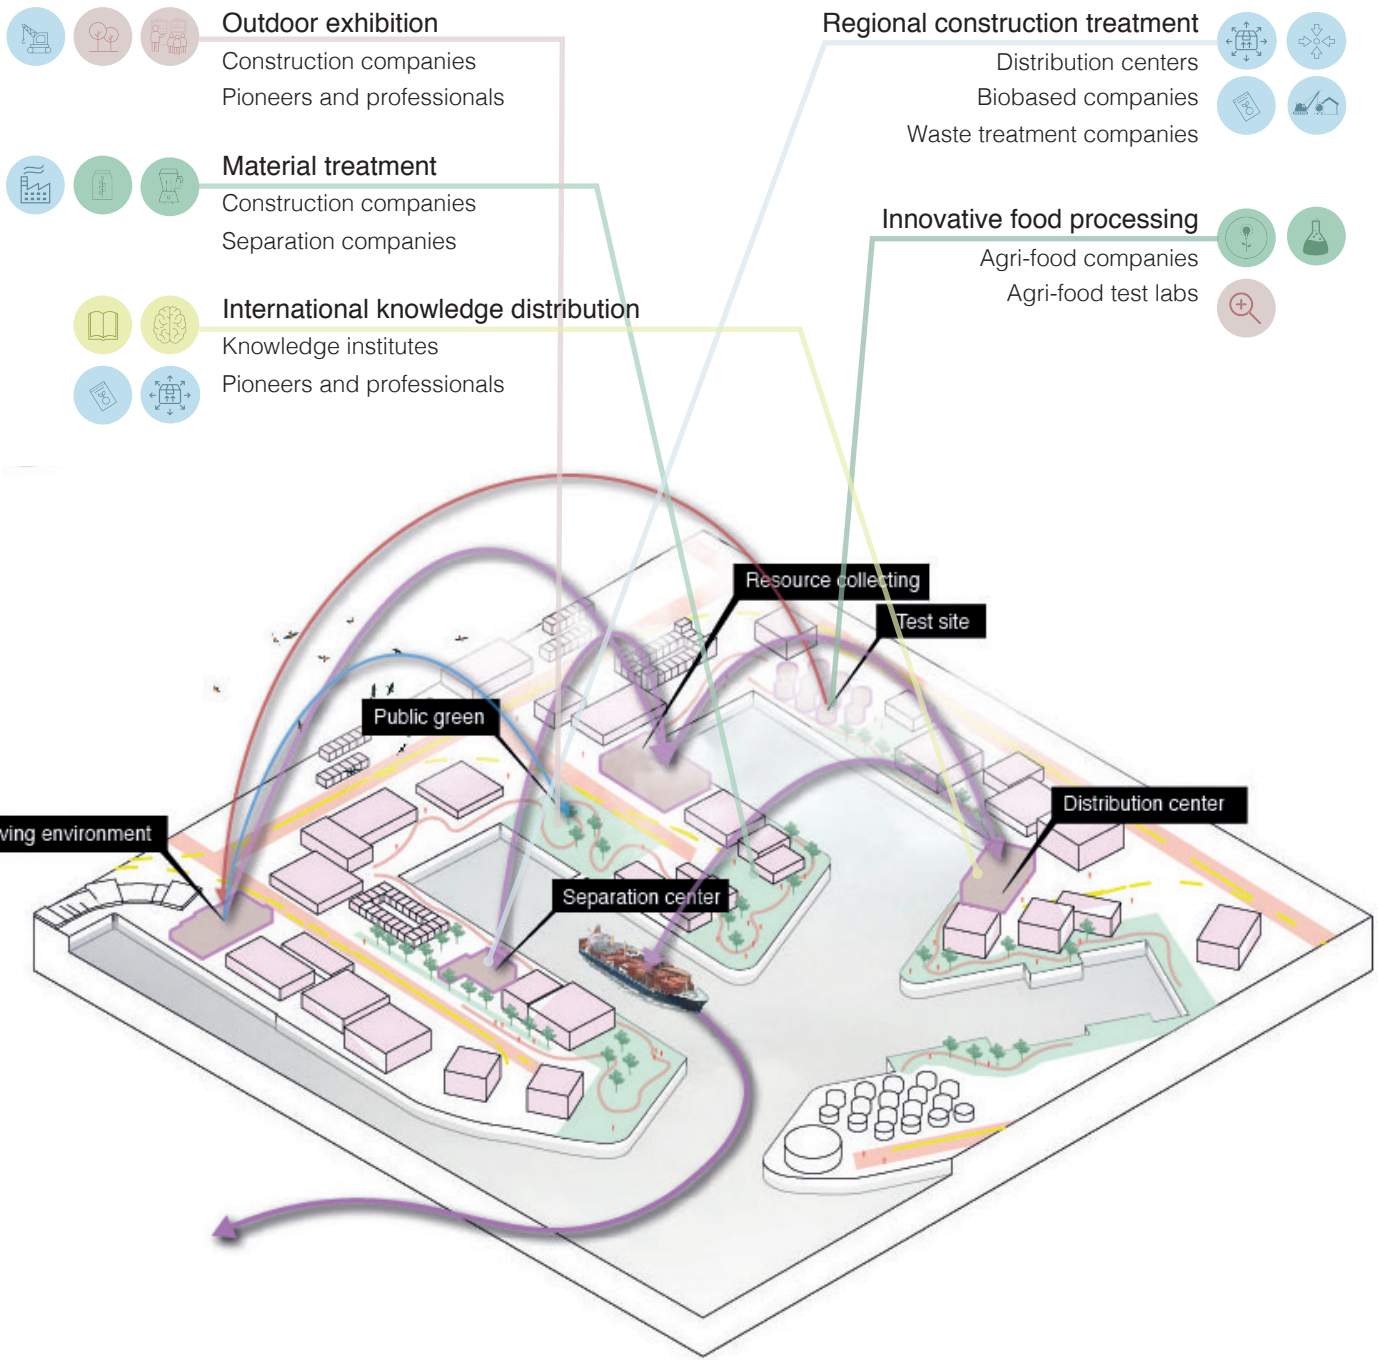 Outdoor exhibition
Construction companies
Pioneers and professionals
Material treatment
Construction companies
Separation companies
International knowledge distribution
Knowledge institutes
Pioneers and professionals
Regional construction treatment
Distribution centers
Biobased companies
Waste treatment companies
Innovative food processing
Agri-food companies
Agri-food test labs
Resource collecting
Test site
Public green
Distribution center
ving environment
Separation center